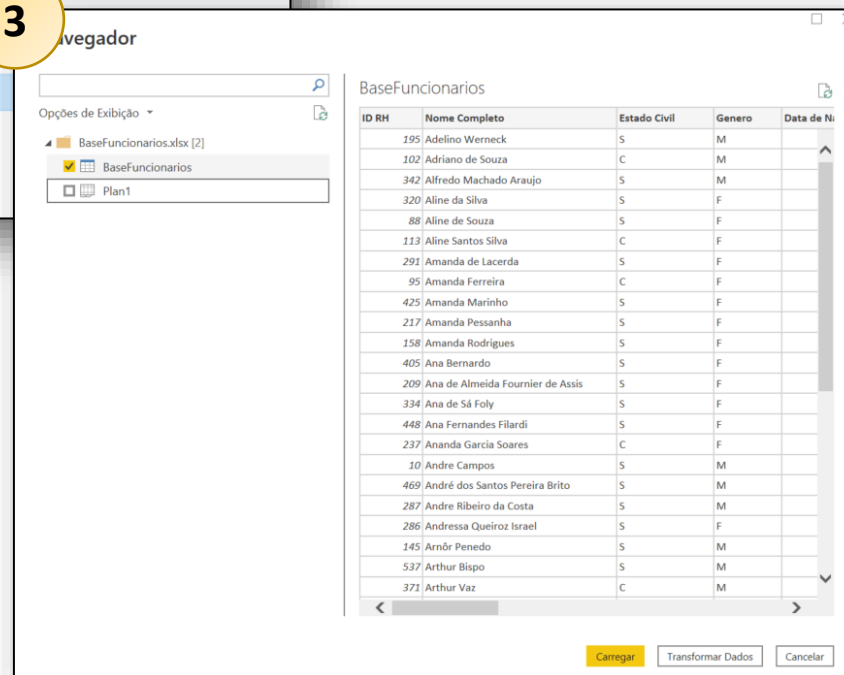 3
vegador
Opções de Exibição
BaseFuncionarios.xlsx [2]
BaseFuncionarios
Plan1
BaseFuncionarios
ID RH Nome Completo Estado Civil Genero Data de Na
195 Adelino Werneck S M
102 Adriano de Souza C M
342 Alfredo Machado Araujo S M
320 Aline da Silva S F
88 Aline de Souza S F
113 Aline Santos Silva C F
291 Amanda de Lacerda S F
95 Amanda Ferreira C F
425 Amanda Marinho S F
217 Amanda Pessanha S F
158 Amanda Rodrigues S F
405 Ana Bernardo S F
209 Ana de Almeida Fournier de Assis S F
334 Ana de Sá Foly S F
448 Ana Fernandes Filardi S F
237 Ananda Garcia Soares C F
10 Andre Campos S M
469 André dos Santos Pereira Brito S M
287 Andre Ribeiro da Costa S M
286 Andressa Queiroz Israel S F
145 Arnôr Penedo S M
537 Arthur Bispo S M
371 Arthur Vaz C M
Carregar Transformar Dados Cancelar